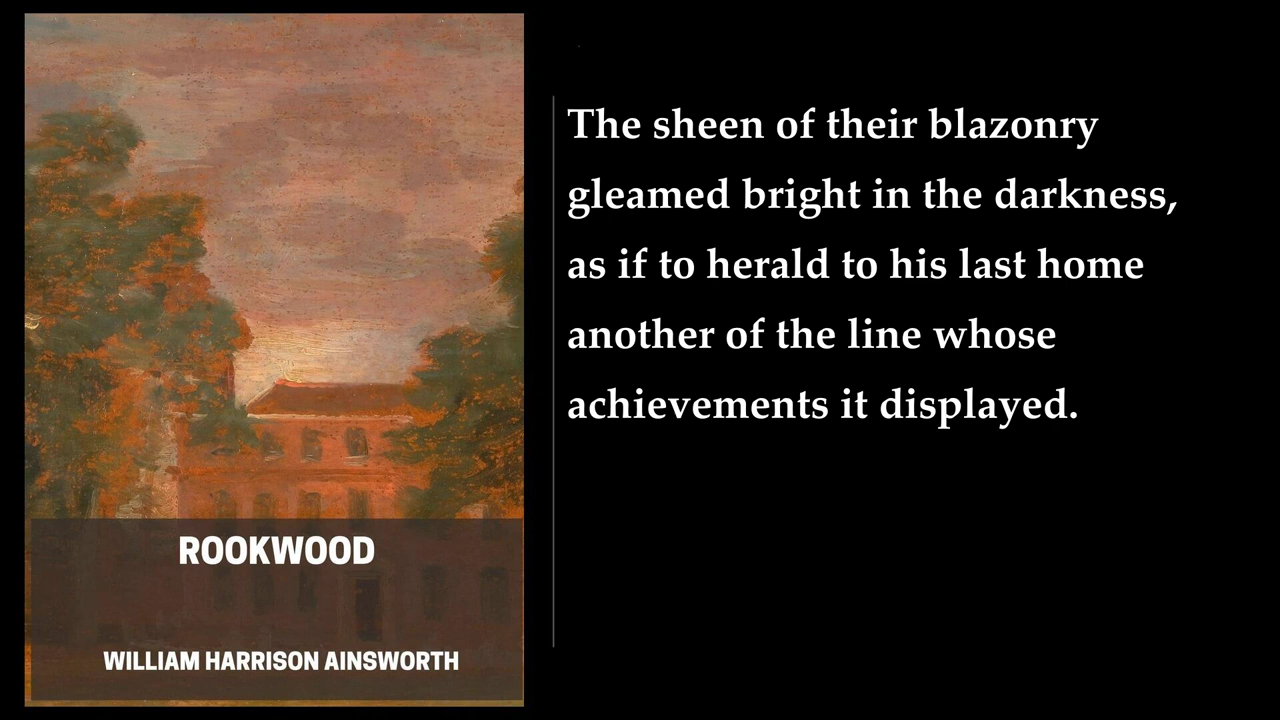 ROOKWOOD
WILLIAM HARRISON AINSWORTH
The sheen of their blazonry
gleamed bright in the darkness,
as if to herald to his last home
another of the line whose
achievements it displayed.